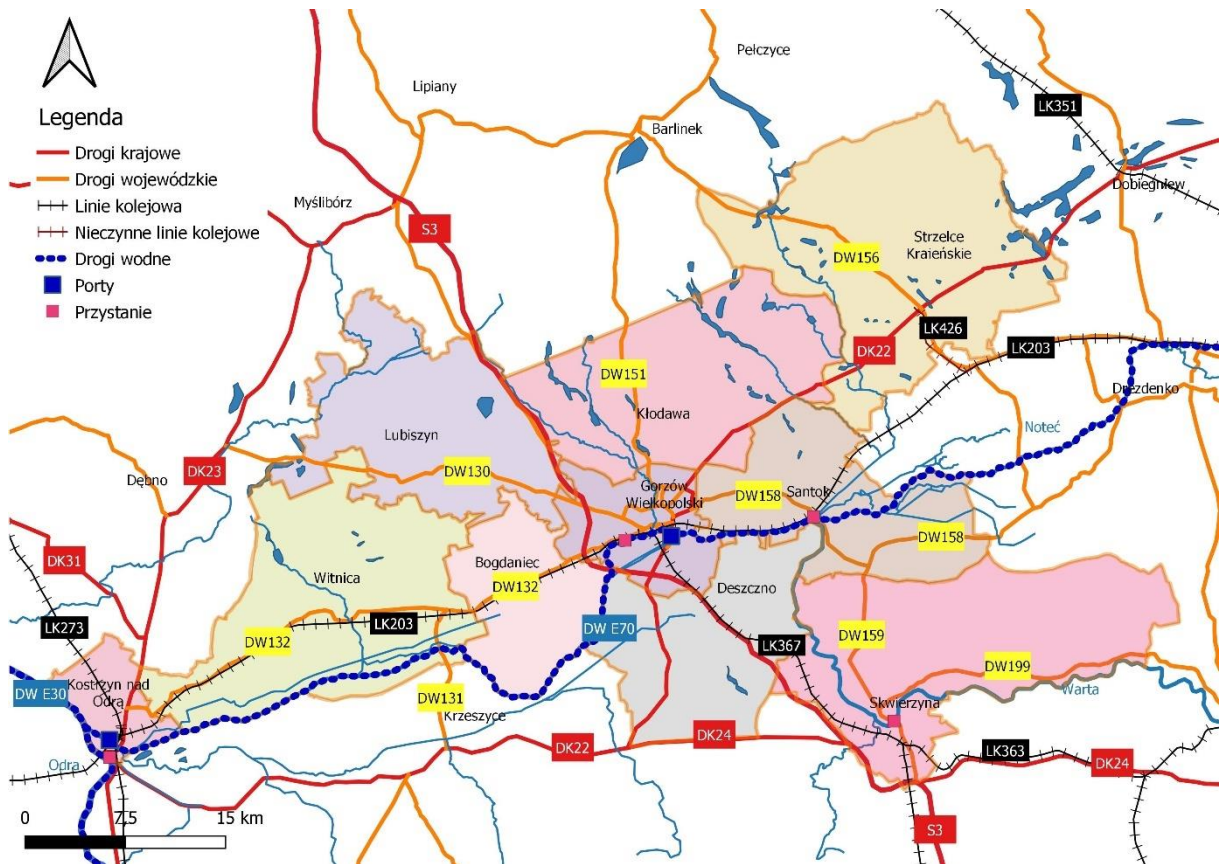 Legenda
Drogi krajowe
Drogi wojewódzkie
Linie kolejowa
Nieczynne linie kolejowe
Drogi wodne
Porty
Przystanie
Pełczyce
Lipiany
Barlinek
LK351
Dobiegniew
Myślibórz
S3
Strzelce
Kraieńskie
DW156
LK426
LK203
DK22
DW151
Drezdenko
Kłodawa
Noteć
Lubiszyn
DW130
DK23
Dębno
Gorzów
Wielkopolski
DW158
Santok
DW158
DK31
Witnica
Bogdaniec
DW132
Deszczno
LK273
LK203
DW E70
DW159
LK367
DW132
DW199
Warta
Kostrzyn nad
Odrą
DW E30
DW131
Krzeszyce
Skwierzyna
DK22
DK24
LK363
DK24
Odra
0
7.5
15 km
S3